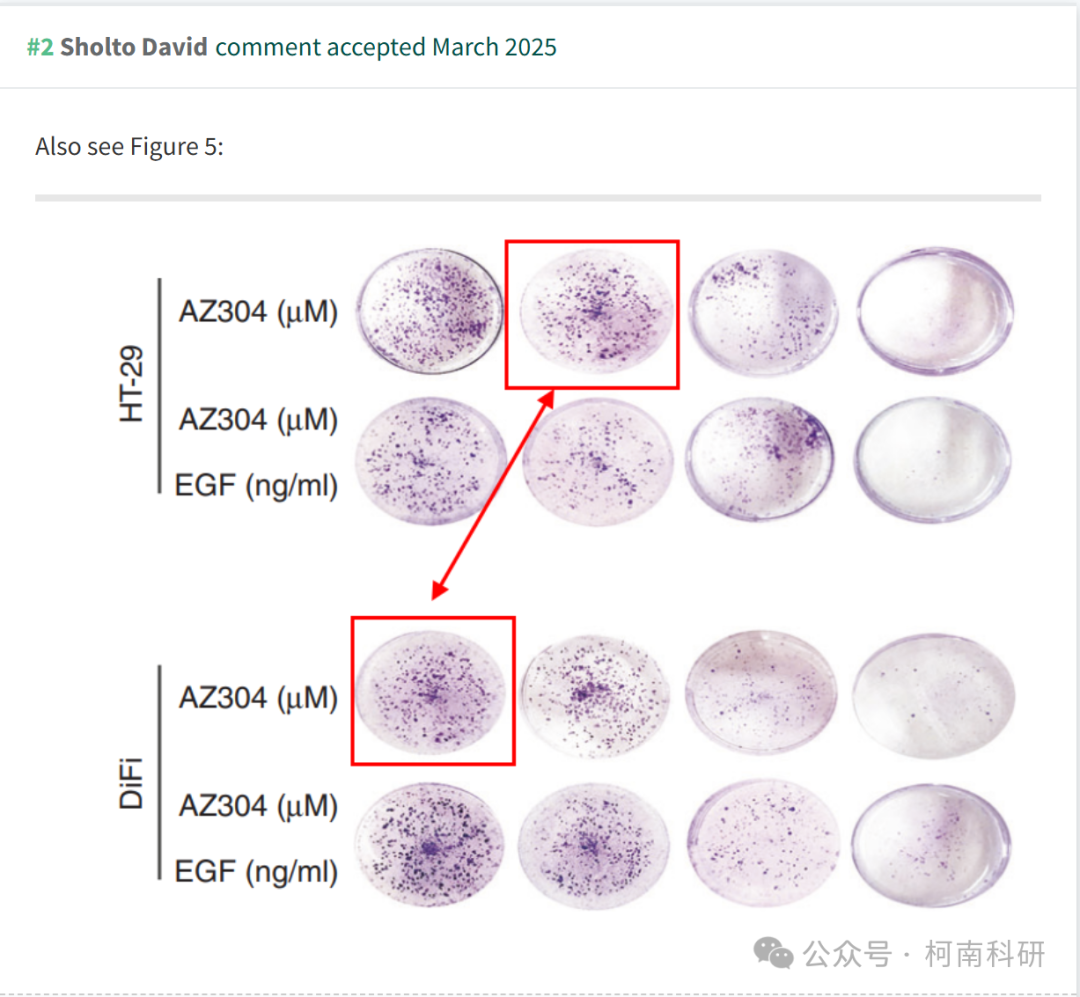 #2 Sholto David comment accepted March 2025
Also see Figure 5:
HT-29
AZ304 (μM)
AZ304 (μM)
EGF (ng/ml)
DiFi
AZ304 (μM)
AZ304 (μM)
EGF (ng/ml)
公众号 · 柯南科研